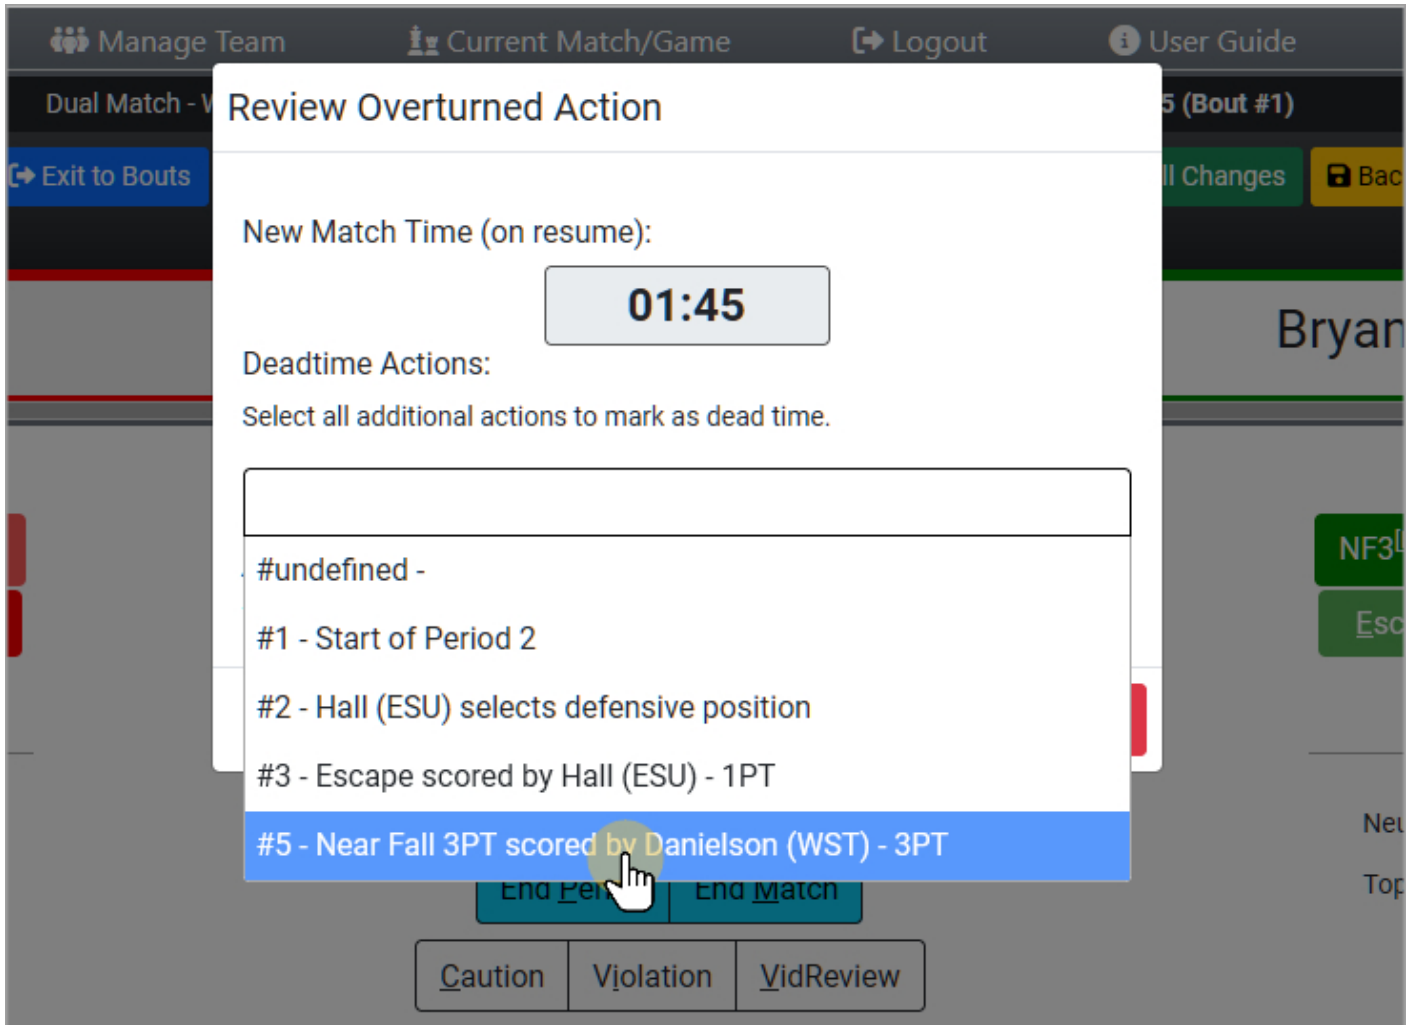 Manage Team Current Match/Game Logout User Guide
Dual Match - W 5 (Bout #1)
Review Overturned Action
Exit to Bouts ll Changes Bac
New Match Time (on resume):
01:45
Bryan
Deadtime Actions:
Select all additional actions to mark as dead time.
NF3
#undefined -
Esc
#1 - Start of Period 2
#2 - Hall (ESU) selects defensive position
#3 - Escape scored by Hall (ESU) - 1PT
Neu
#5 - Near Fall 3PT scored by Danielson (WST) - 3PT
Top
End Per End Match
Caution Violation VidReview